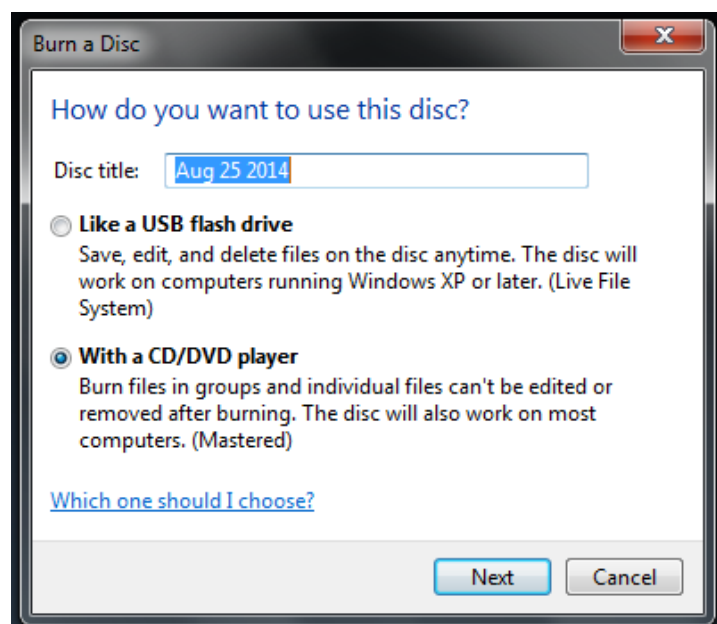 Burn a Disc
How do you want to use this disc?
Disc title: Aug 25 2014
Like a USB flash drive
Save, edit, and delete files on the disc anytime. The disc will
work on computers running Windows XP or later. (Live File
System)
With a CD/DVD player
Burn files in groups and individual files can't be edited or
removed after burning. The disc will also work on most
computers. (Mastered)
Which one should I choose?
Next Cancel